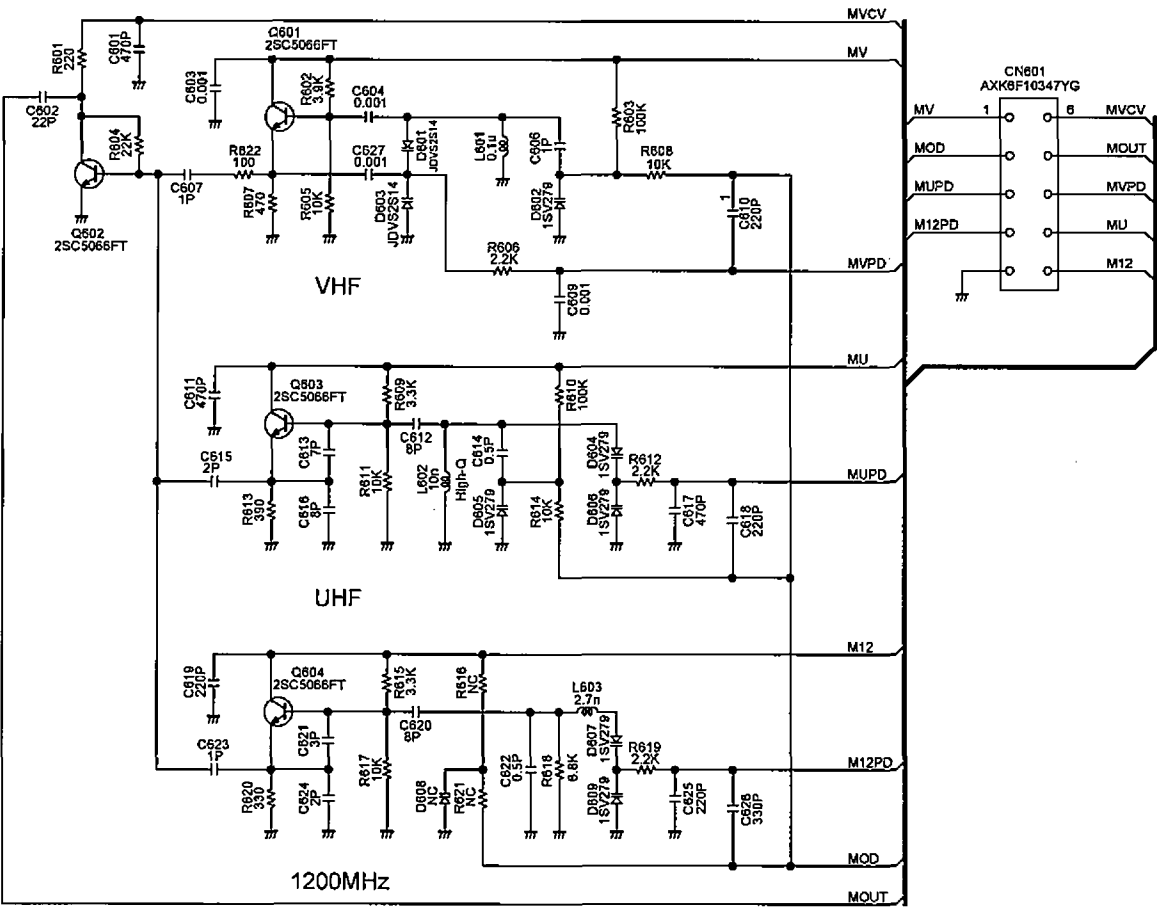 MVCV
Q601
2SC5066FT
R601
220
C601
470P
MV
CN601
AXK6F10347YG
C603
0.001
R602
3.9K
C604
0.001
R603
100K
MV 1 6 MVCV
C602
22P
R604
22K
D601
JDVS2S14
L601
0.1u
C606
1P
MOD MOUT
R622
100
C627
0.001
R608
10K
C607
1P
R607
470
R605
10K
D603
JDVS2S14
D602
1SV279
1
C610
220P
MUPD MVPD
Q602
2SC5066FT
M12PD MU
R606
2.2K
MVPD
M12
VHF
C609
0.001
MU
C611
470P
Q603
2SC5066FT
R609
3.3K
R610
100K
C613
7P
C612
8P
C614
0.5P
D604
1SV279
C615
2P
R611
10K
L602
10n
High-Q
R612
2.2K
MUPD
R613
390
C616
8P
D605
1SV279
R614
10K
D606
1SV279
C617
470P
C618
220P
UHF
M12
C619
220P
Q604
2SC5066FT
R615
3.3K
R616
NC
L603
2.7n
C621
3P
C620
8P
D607
1SV279
C623
1P
R617
10K
C622
0.5P
R618
6.8K
R619
2.2K
M12PD
R620
330
C624
2P
D608
NC
R621
NC
D609
1SV279
C625
220P
C626
330P
MOD
1200MHz
MOUT